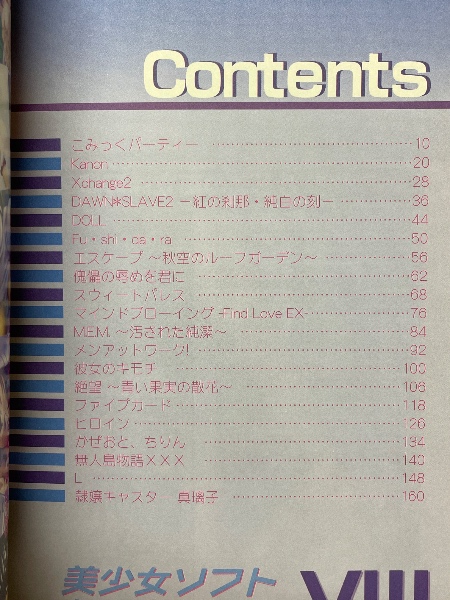 Contents
こみっくパーティー 10
Kanon 20
Xchange2 28
DAWN*SLAVE2 －紅の刹那・純白の刻－ 36
DOLL 44
Fu・shi・da・ra 50
エスケープ ～秋空のルーフガーデン～ 56
傀儡の辱めを君に 62
スウィートパレス 68
マインドブローイング -Find Love EX- 76
M.E.M. ～汚された純潔～ 84
メンアットワーク! 92
彼女のキモチ 100
絶望 ～青い果実の散花～ 106
ファイブカード 118
ヒロイン 126
かぜおと、ちりん 134
無人島物語XXX 140
L 148
隷嬢キャスター 真璃子 160
美少女ソフト
VIII